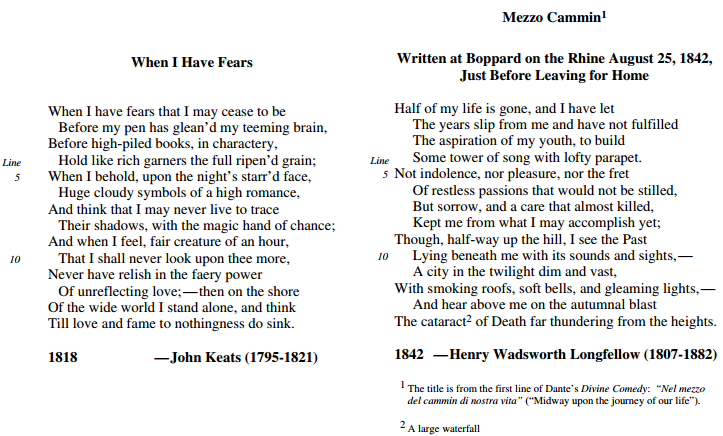 When I Have Fears
When I have fears that I may cease to be
Before my pen has glean'd my teeming brain,
Before high-piled books, in charactery,
Line
Hold like rich garners the full ripen'd grain;
5 When I behold, upon the night's starr'd face,
Huge cloudy symbols of a high romance,
And think that I may never live to trace
Their shadows, with the magic hand of chance;
And when I feel, fair creature of an hour,
10 That I shall never look upon thee more,
Never have relish in the faery power
Of unreflecting love;—then on the shore
Of the wide world I stand alone, and think
Till love and fame to nothingness do sink.
1818 —John Keats (1795-1821)
Mezzo Cammin1
Written at Boppard on the Rhine August 25, 1842,
Just Before Leaving for Home
Half of my life is gone, and I have let
The years slip from me and have not fulfilled
The aspiration of my youth, to build
Line
Some tower of song with lofty parapet.
5 Not indolence, nor pleasure, nor the fret
Of restless passions that would not be stilled,
But sorrow, and a care that almost killed,
Kept me from what I may accomplish yet;
Though, half-way up the hill, I see the Past
10 Lying beneath me with its sounds and sights,—
A city in the twilight dim and vast,
With smoking roofs, soft bells, and gleaming lights,—
And hear above me on the autumnal blast
The cataract2 of Death far thundering from the heights.
1842 —Henry Wadsworth Longfellow (1807-1882)
1 The title is from the first line of Dante's Divine Comedy: "Nel mezzo
del cammin di nostra vita" ("Midway upon the journey of our life").
2 A large waterfall